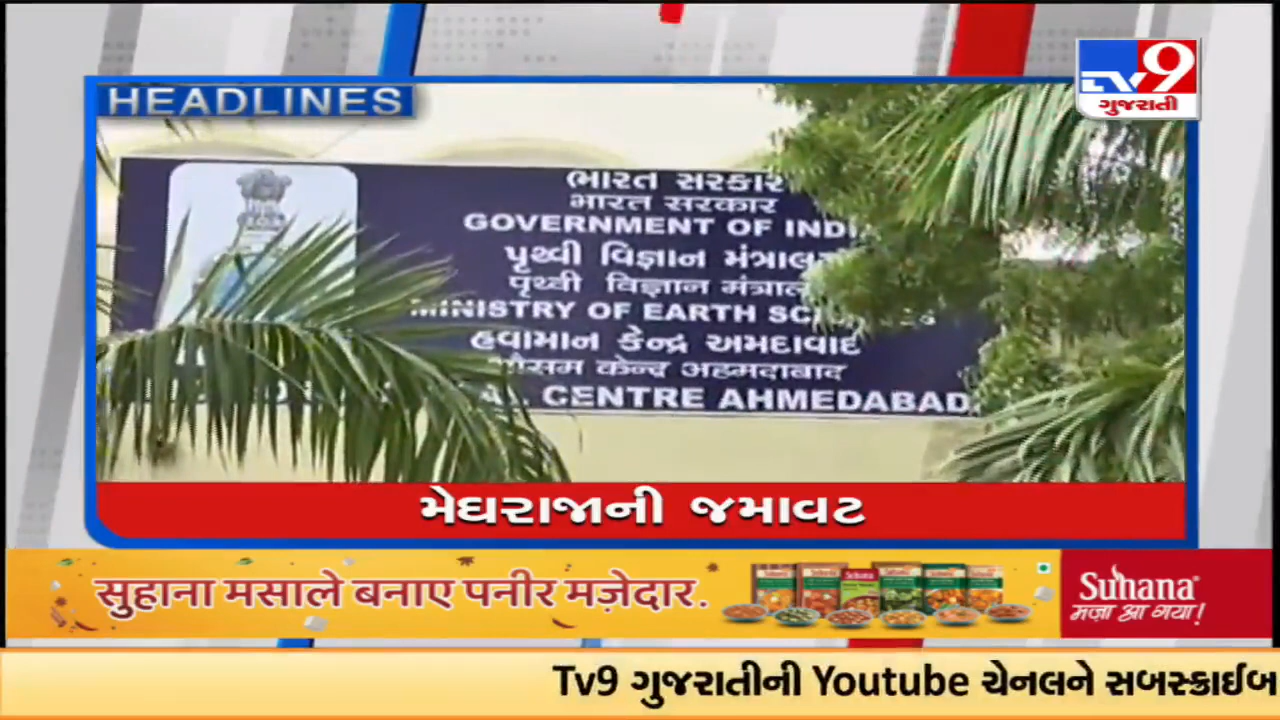 HEADLINES
TV9
ગુજરાતી
ભારત સરકાર
भारत सरकार
GOVERNMENT OF INDI
પૃથ્વી વિજ્ઞાન મંત્રાલ
पृथ्वी विज्ञान मंत्रा
MINISTRY OF EARTH
હવામાન કેન્દ્ર અમદાવાદ
मौसम केन्द्र अहमदाबाद
CENTRE AHMEDABAD
મેઘરાજાની જમાવટ
सुहाना मसाले बनाए पनीर मज़ेदार.
Suhana
मज़ा आ गया!
Tv9 ગુજરાતીની Youtube ચેનલને સબસ્ક્રાઈબ